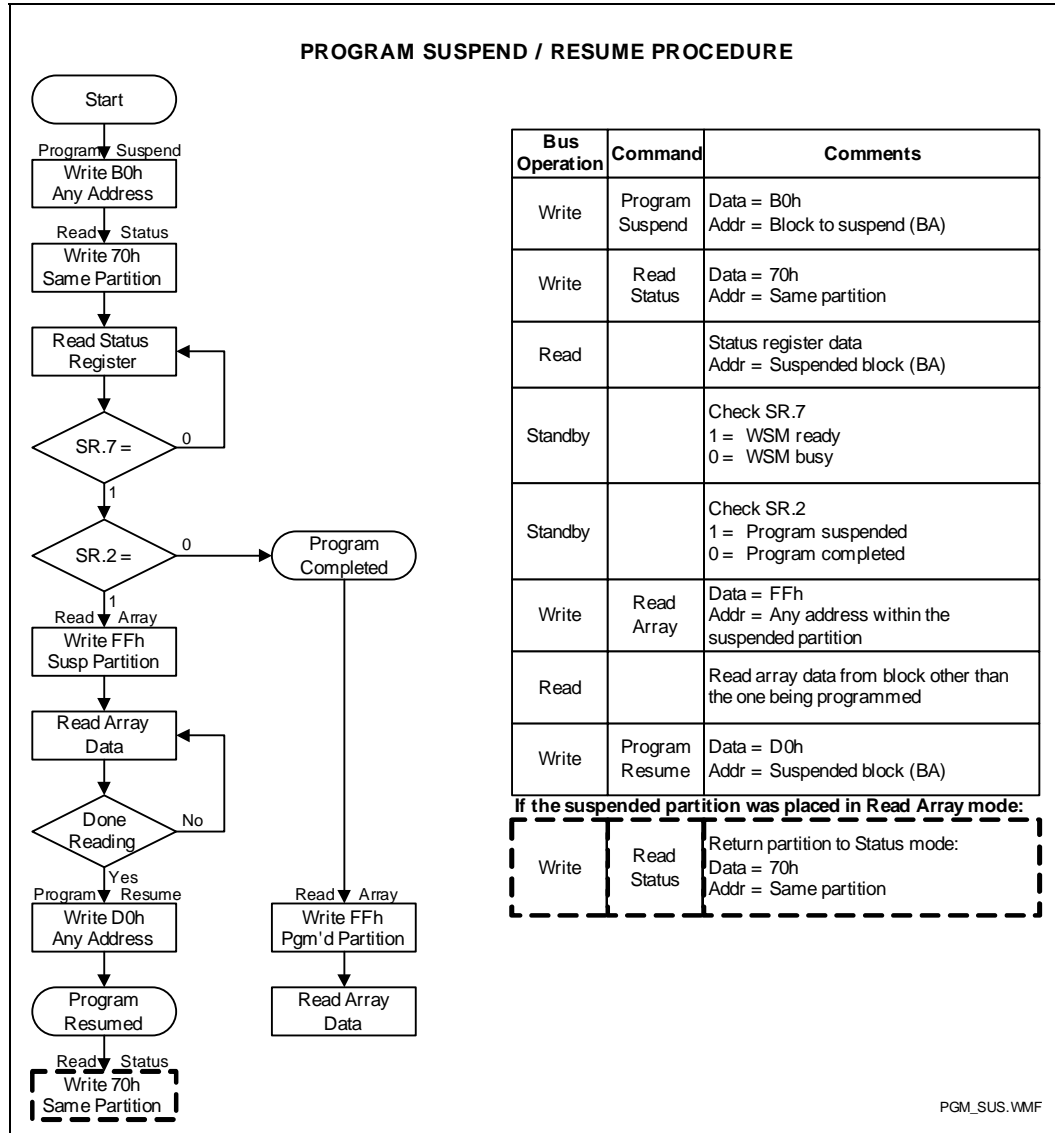 PROGRAM SUSPEND / RESUME PROCEDURE
Start
Program Suspend
Write B0h
Any Address
Read Status
Write 70h
Same Partition
Read Status
Register
SR.7 =
0
1
SR.2 =
0
Program
Completed
1
Read Array
Write FFh
Susp Partition
Read Array
Data
Done
Reading
No
Yes
Program Resume
Write D0h
Any Address
Program
Resumed
Read Status
Write 70h
Same Partition
Read Array
Write FFh
Pgm'd Partition
Read Array
Data
Bus
Operation
Command
Comments
Write
Program
Suspend
Data = B0h
Addr = Block to suspend (BA)
Write
Read
Status
Data = 70h
Addr = Same partition
Read
Status register data
Addr = Suspended block (BA)
Standby
Check SR.7
1 = WSM ready
0 = WSM busy
Standby
Check SR.2
1 = Program suspended
0 = Program completed
Write
Read
Array
Data = FFh
Addr = Any address within the
suspended partition
Read
Read array data from block other than
the one being programmed
Write
Program
Resume
Data = D0h
Addr = Suspended block (BA)
If the suspended partition was placed in Read Array mode:
Write
Read
Status
Return partition to Status mode:
Data = 70h
Addr = Same partition
PGM_SUS.WMF